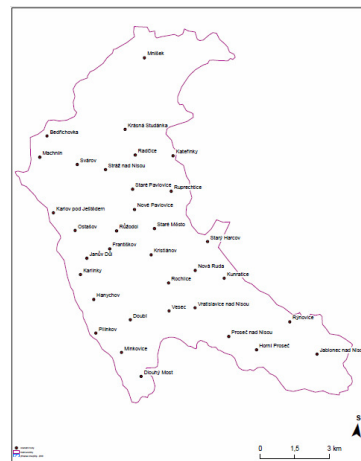 Mníšek
Krásná Studánka
Bedřichovka
Radčice
Kateřinky
Machnín
Svárov
Stráž nad Nisou
Staré Pavlovice
Ruprechtice
Nové Pavlovice
Karlov pod Ještědem
Ostašov
Růžodol
Staré Město
Starý Harcov
Františkov
Janův Důl
Kristiánov
Karlinky
Nová Ruda
Kunratice
Rochlice
Hanychov
Vesec
Vratislavice nad Nisou
Doubí
Rýnovice
Pilínkov
Proseč nad Nisou
Minkovice
Horní Proseč
Jablonec nad Niso
Dlouhý Most
S
0 1,5 3 km